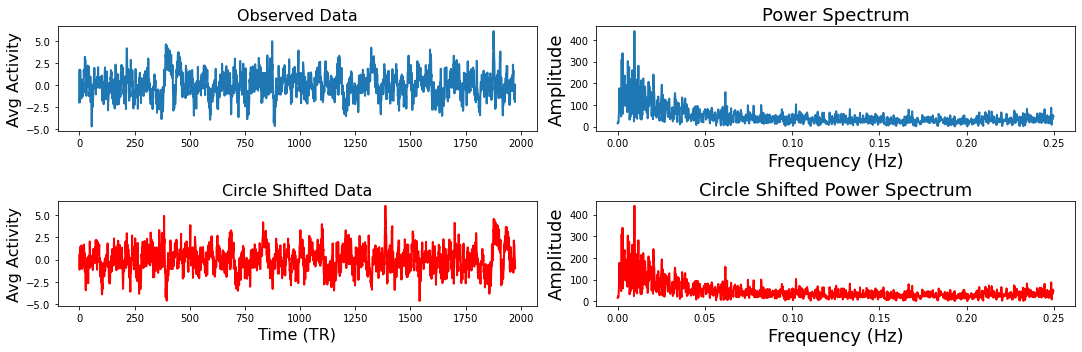 Observed Data
Avg Activity
5.0
2.5
0.0
−2.5
−5.0
0 250 500 750 1000 1250 1500 1750 2000
Power Spectrum
Amplitude
400
300
200
100
0
0.00 0.05 0.10 0.15 0.20 0.25
Frequency (Hz)
Circle Shifted Data
Avg Activity
5.0
2.5
0.0
−2.5
−5.0
0 250 500 750 1000 1250 1500 1750 2000
Time (TR)
Circle Shifted Power Spectrum
Amplitude
400
300
200
100
0
0.00 0.05 0.10 0.15 0.20 0.25
Frequency (Hz)